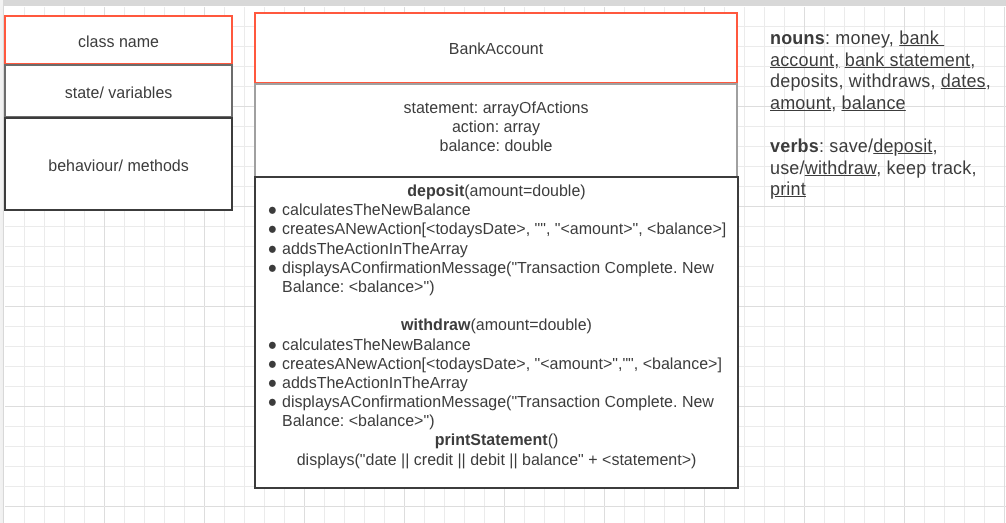 class name
state/ variables
behaviour/ methods
BankAccount
statement: arrayOfActions
action: array
balance: double
deposit(amount=double)
● calculatesTheNewBalance
● createsANewAction[<todaysDate>, "", "<amount>", <balance>]
● addsTheActionInTheArray
● displaysAConfirmationMessage("Transaction Complete. New
Balance: <balance>")
withdraw(amount=double)
● calculatesTheNewBalance
● createsANewAction[<todaysDate>, "<amount>","", <balance>]
● addsTheActionInTheArray
● displaysAConfirmationMessage("Transaction Complete. New
Balance: <balance>")
printStatement()
displays("date || credit || debit || balance" + <statement>)
nouns: money, bank
account, bank statement,
deposits, withdraws, dates,
amount, balance
verbs: save/deposit,
use/withdraw, keep track,
print